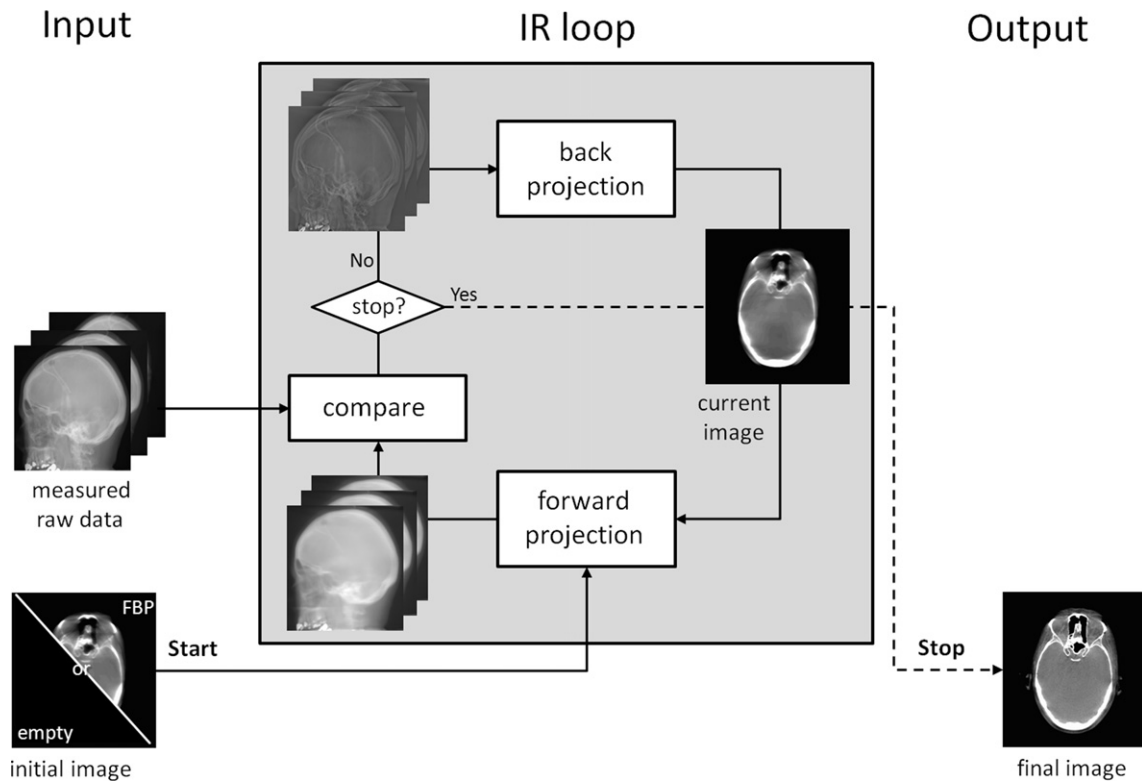 Input
IR loop
Output
back
projection
No
stop?
Yes
compare
current
image
measured
raw data
forward
projection
FBP
or
empty
Start
Stop
initial image
final image